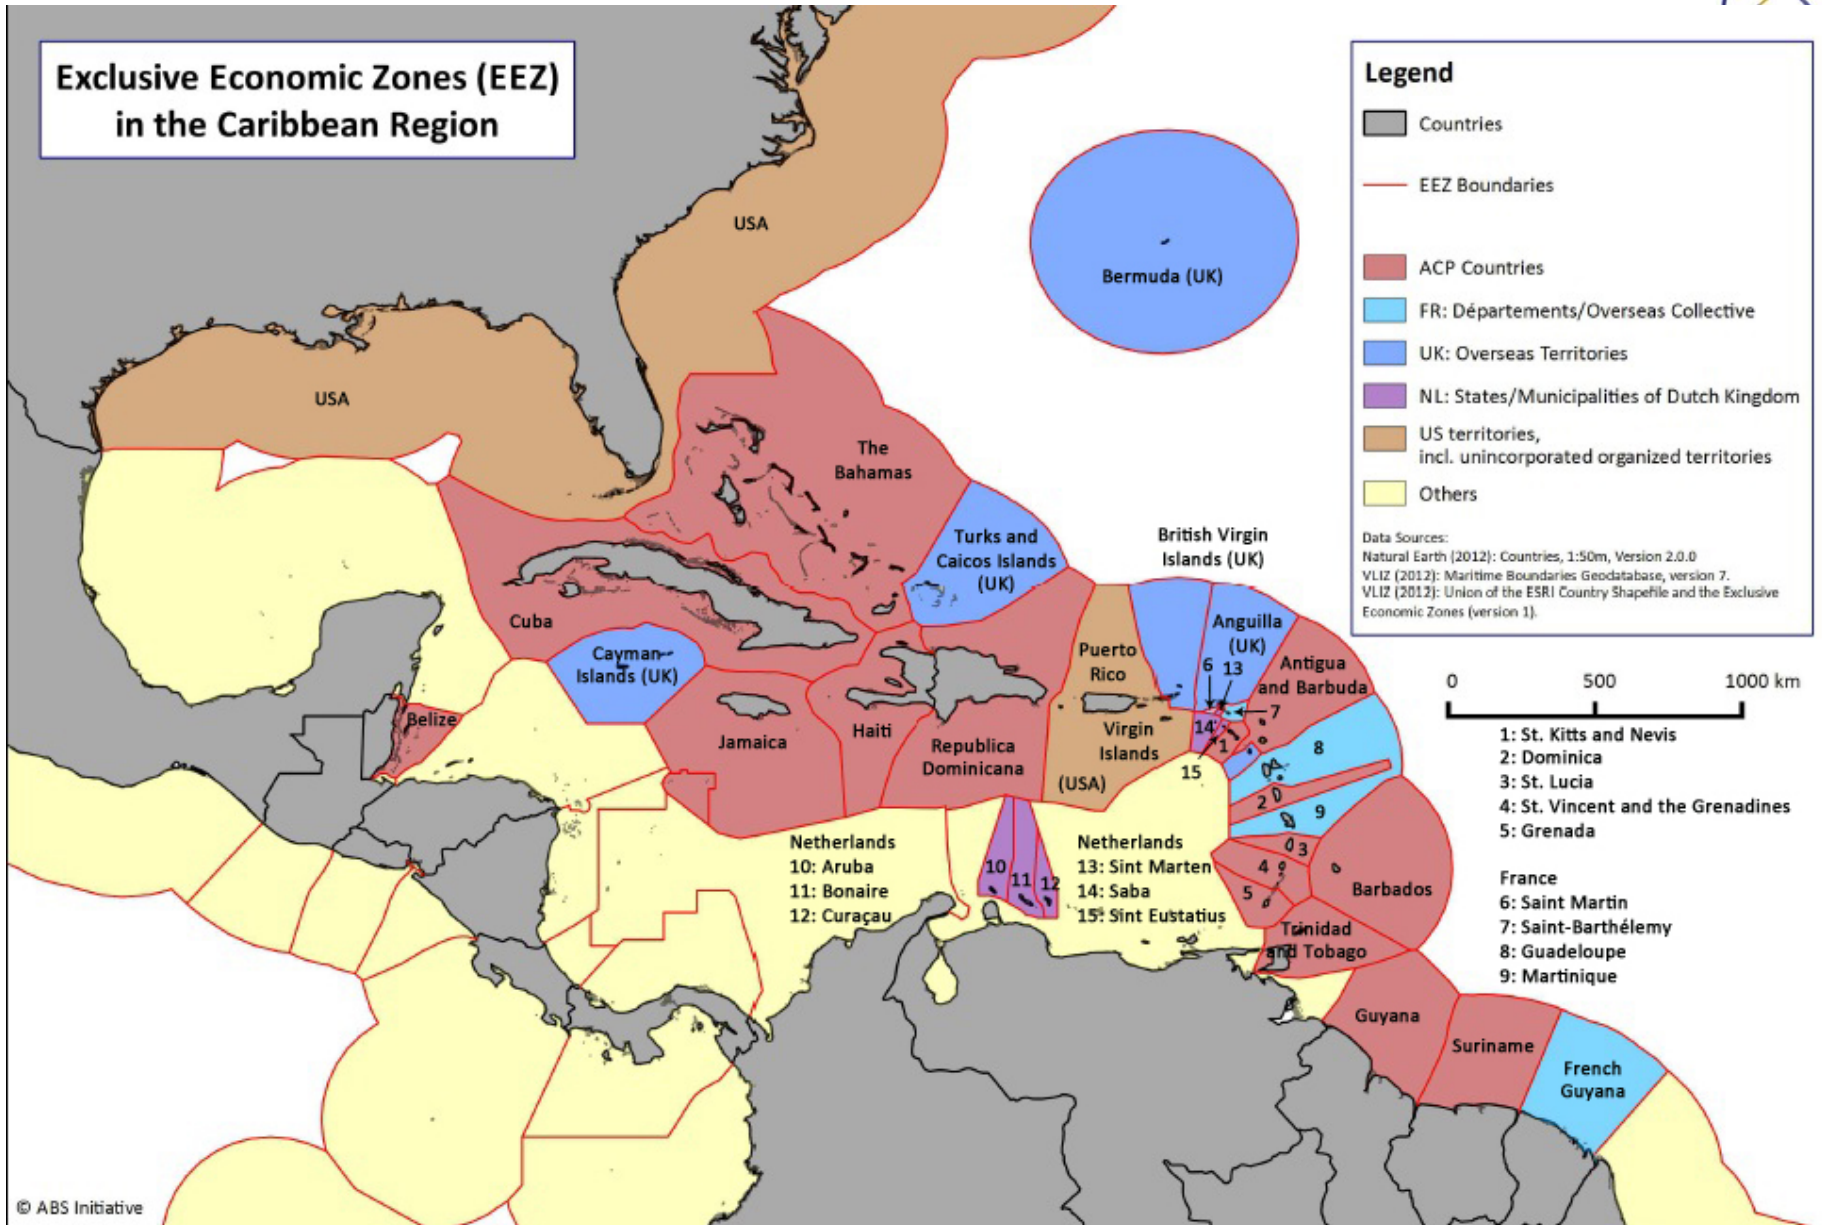 Exclusive Economic Zones (EEZ)
in the Caribbean Region
Legend
Countries
EEZ Boundaries
ACP Countries
FR: Départements/Overseas Collective
UK: Overseas Territories
NL: States/Municipalities of Dutch Kingdom
US territories,
incl. unincorporated organized territories
Others
Data Sources:
Natural Earth (2012): Countries, 1:50m, Version 2.0.0
VLIZ (2012): Maritime Boundaries Geodatabase, version 7.
VLIZ (2012): Union of the ESRI Country Shapefile and the Exclusive
Economic Zones (version 1).
USA
Bermuda (UK)
USA
The
Bahamas
Turks and
Caicos Islands
(UK)
British Virgin
Islands (UK)
Cuba
Cayman
Islands (UK)
Puerto
Rico
Anguilla
(UK)
6 13
Antigua
and Barbuda
7
Belize
Jamaica
Haiti
Republica
Dominicana
Virgin
Islands
(USA)
14
1
15
8
2
9
3
4
5
Barbados
0 500 1000 km
1: St. Kitts and Nevis
2: Dominica
3: St. Lucia
4: St. Vincent and the Grenadines
5: Grenada
France
6: Saint Martin
7: Saint-Barthélemy
8: Guadeloupe
9: Martinique
Netherlands
10: Aruba
11: Bonaire
12: Curaçau
10
11
12
Netherlands
13: Sint Marten
14: Saba
15: Sint Eustatius
Trinidad
and Tobago
Guyana
Suriname
French
Guyana
© ABS Initiative